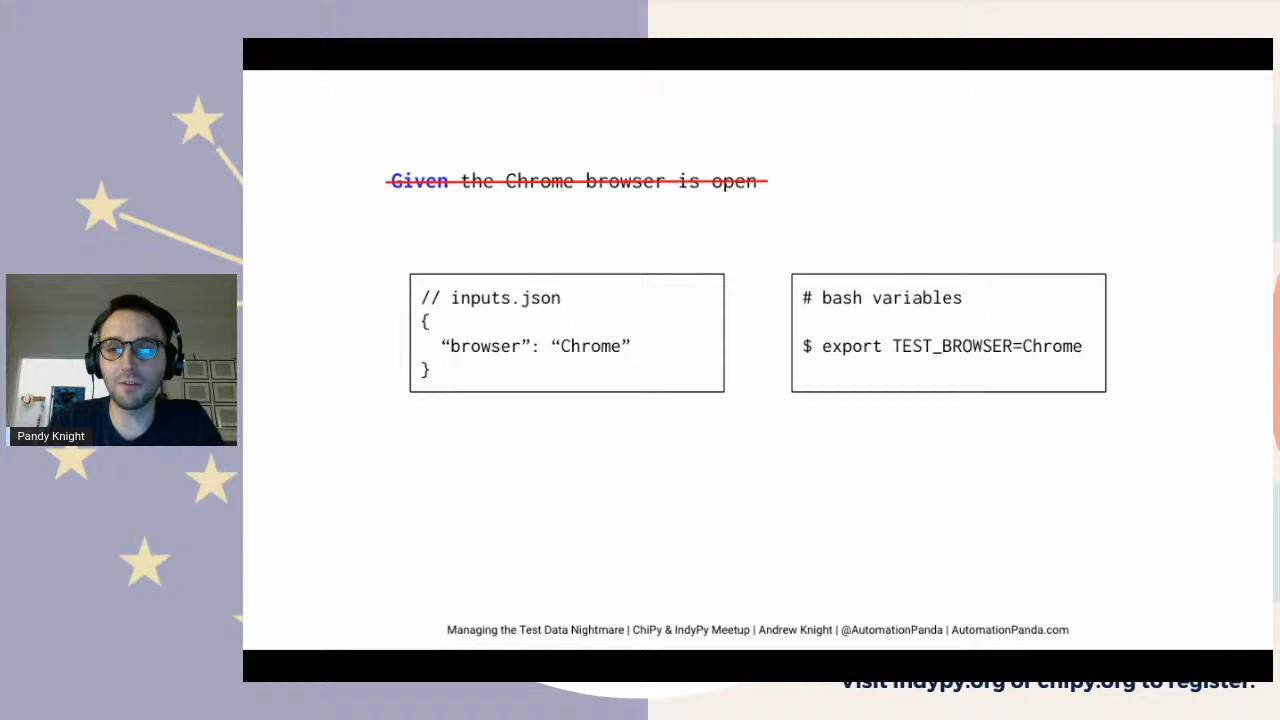 Given the Chrome browser is open
// inputs.json
{
“browser”: “Chrome”
}
# bash variables
$ export TEST_BROWSER=Chrome
Pandy Knight
Managing the Test Data Nightmare | ChiPy & IndyPy Meetup | Andrew Knight | @AutomationPanda | AutomationPanda.com
Visit indypy.org or chipy.org to register.